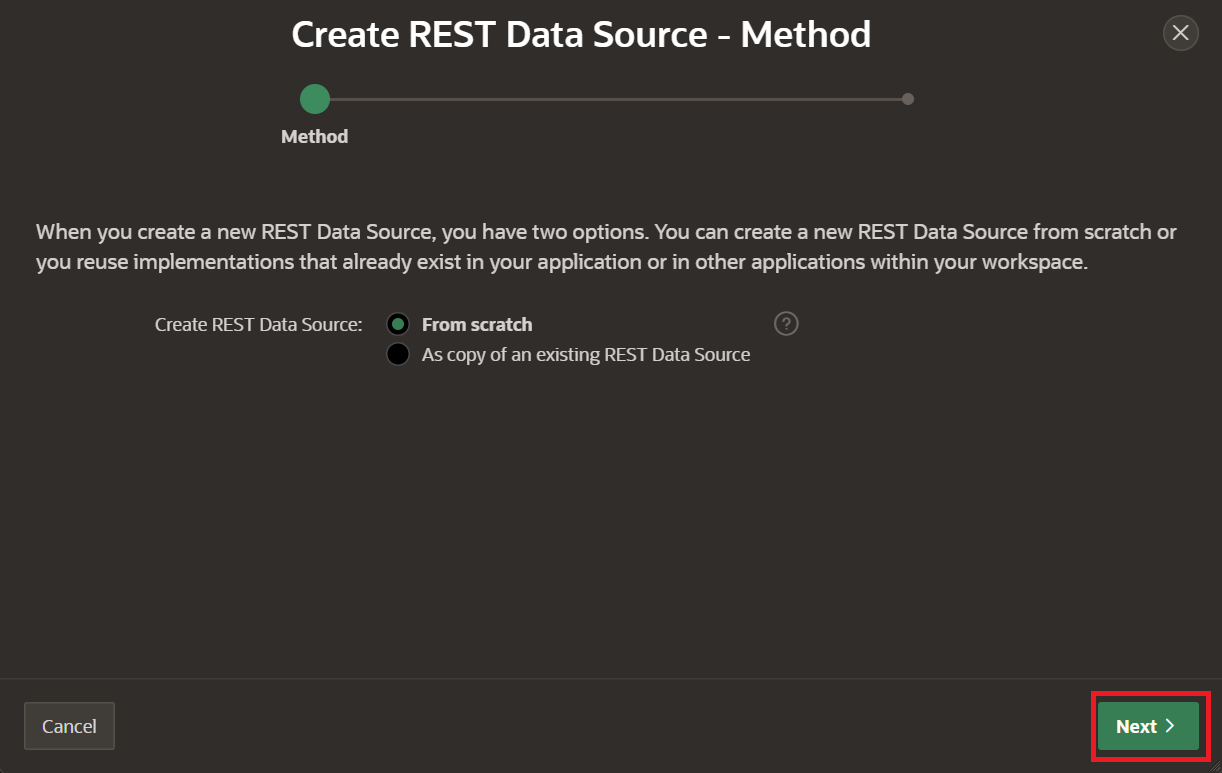 Create REST Data Source - Method
Method
When you create a new REST Data Source, you have two options. You can create a new REST Data Source from scratch or
you reuse implementations that already exist in your application or in other applications within your workspace.
Create REST Data Source: From scratch ?
As copy of an existing REST Data Source
Cancel Next